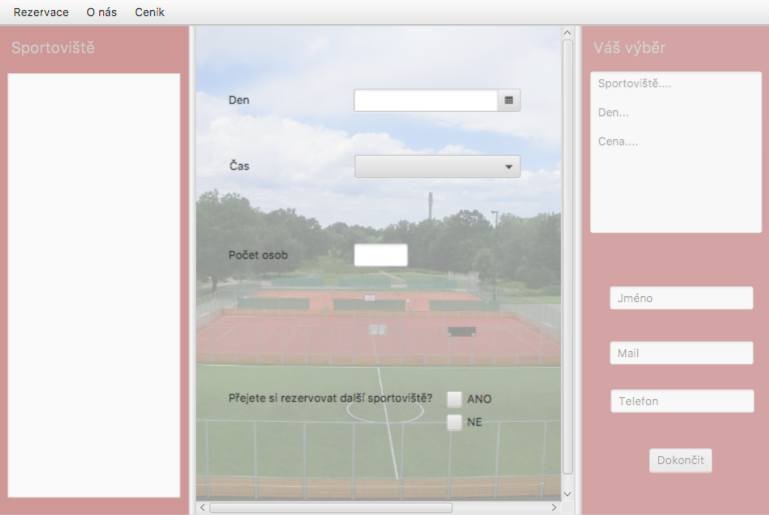 Rezervace O nás Ceník
Sportoviště
Den
Čas
Počet osob
Přejete si rezervovat další sportoviště?
ANO
NE
Váš výběr
Sportoviště....
Den...
Cena....
Jméno
Mail
Telefon
Dokončit